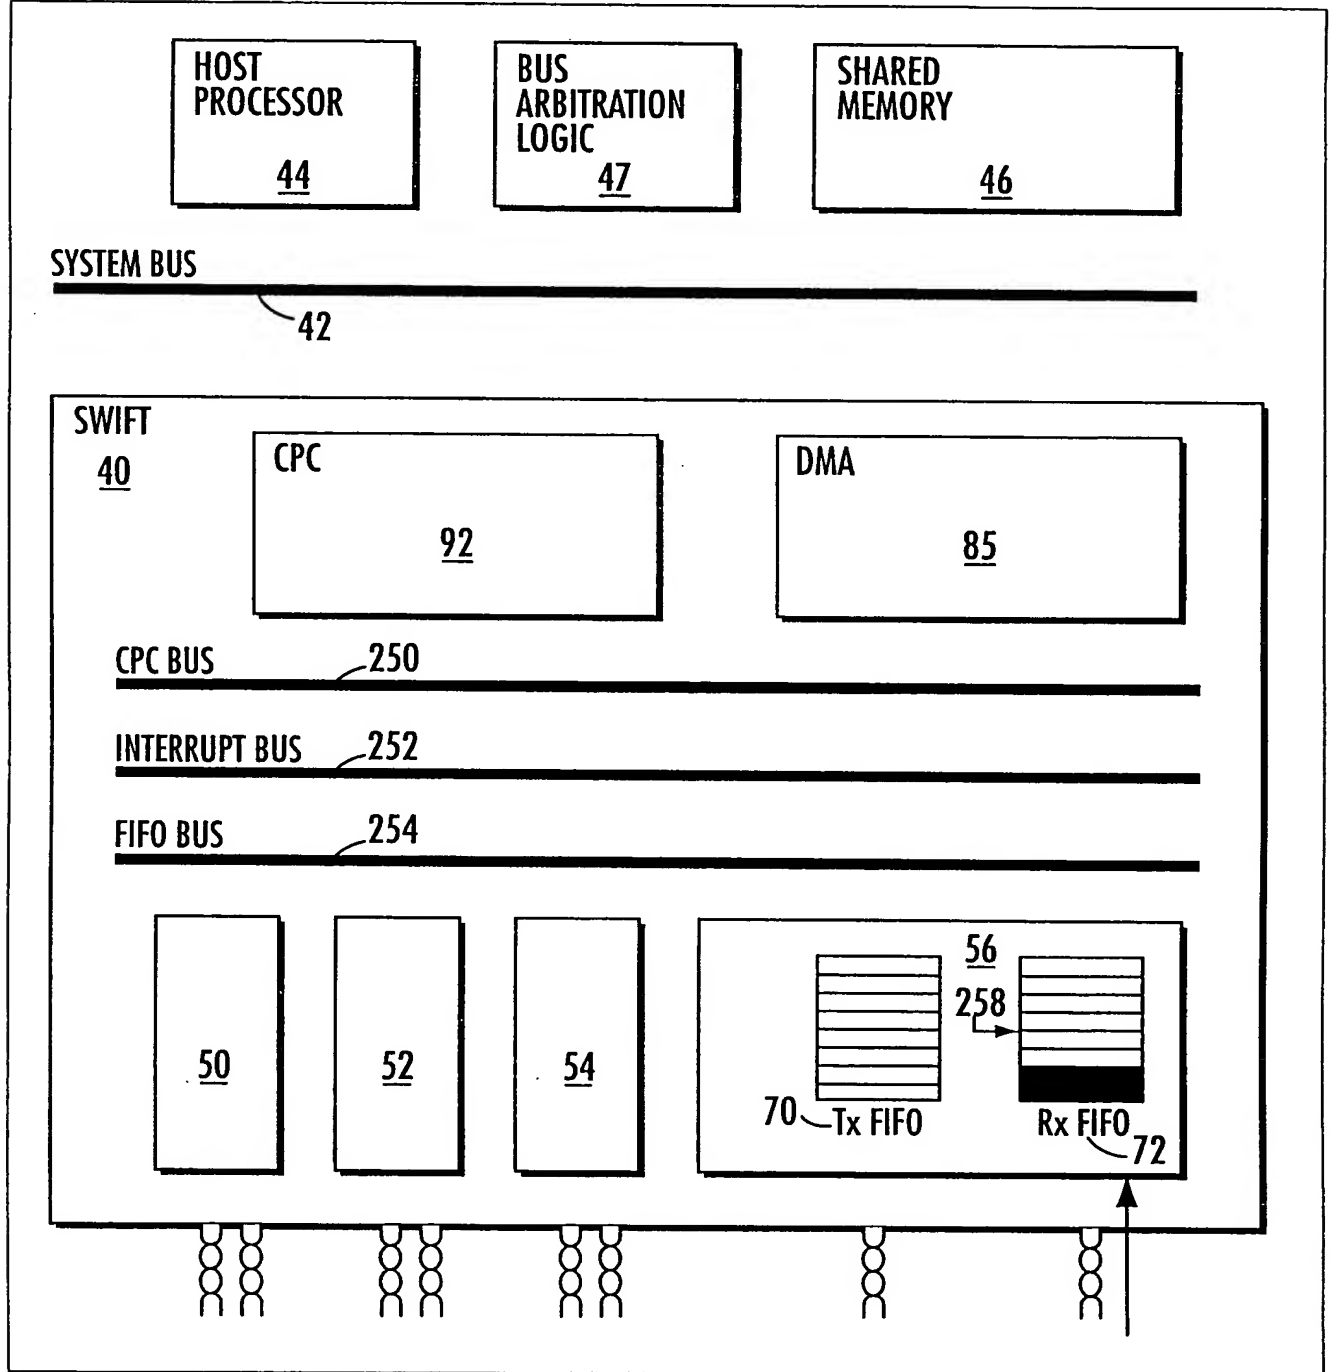 HOST
PROCESSOR
44
BUS
ARBITRATION
LOGIC
47
SHARED
MEMORY
46
SYSTEM BUS
42
SWIFT
40
CPC
92
DMA
85
CPC BUS
250
INTERRUPT BUS
252
FIFO BUS
254
50
52
54
56
258
70
Tx FIFO
Rx FIFO
72